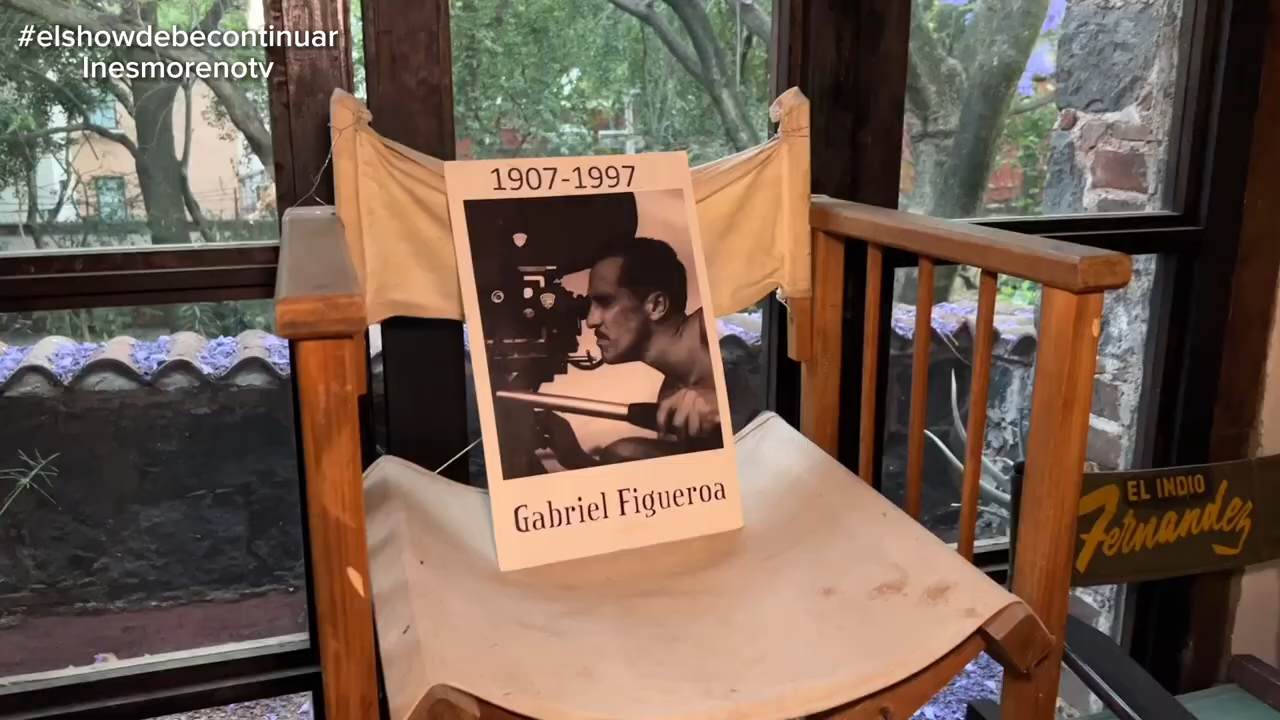 #elshowdebecontinuar
Inesmorenotv
1907-1997
Gabriel Figueroa
EL INDIO
Fernandez